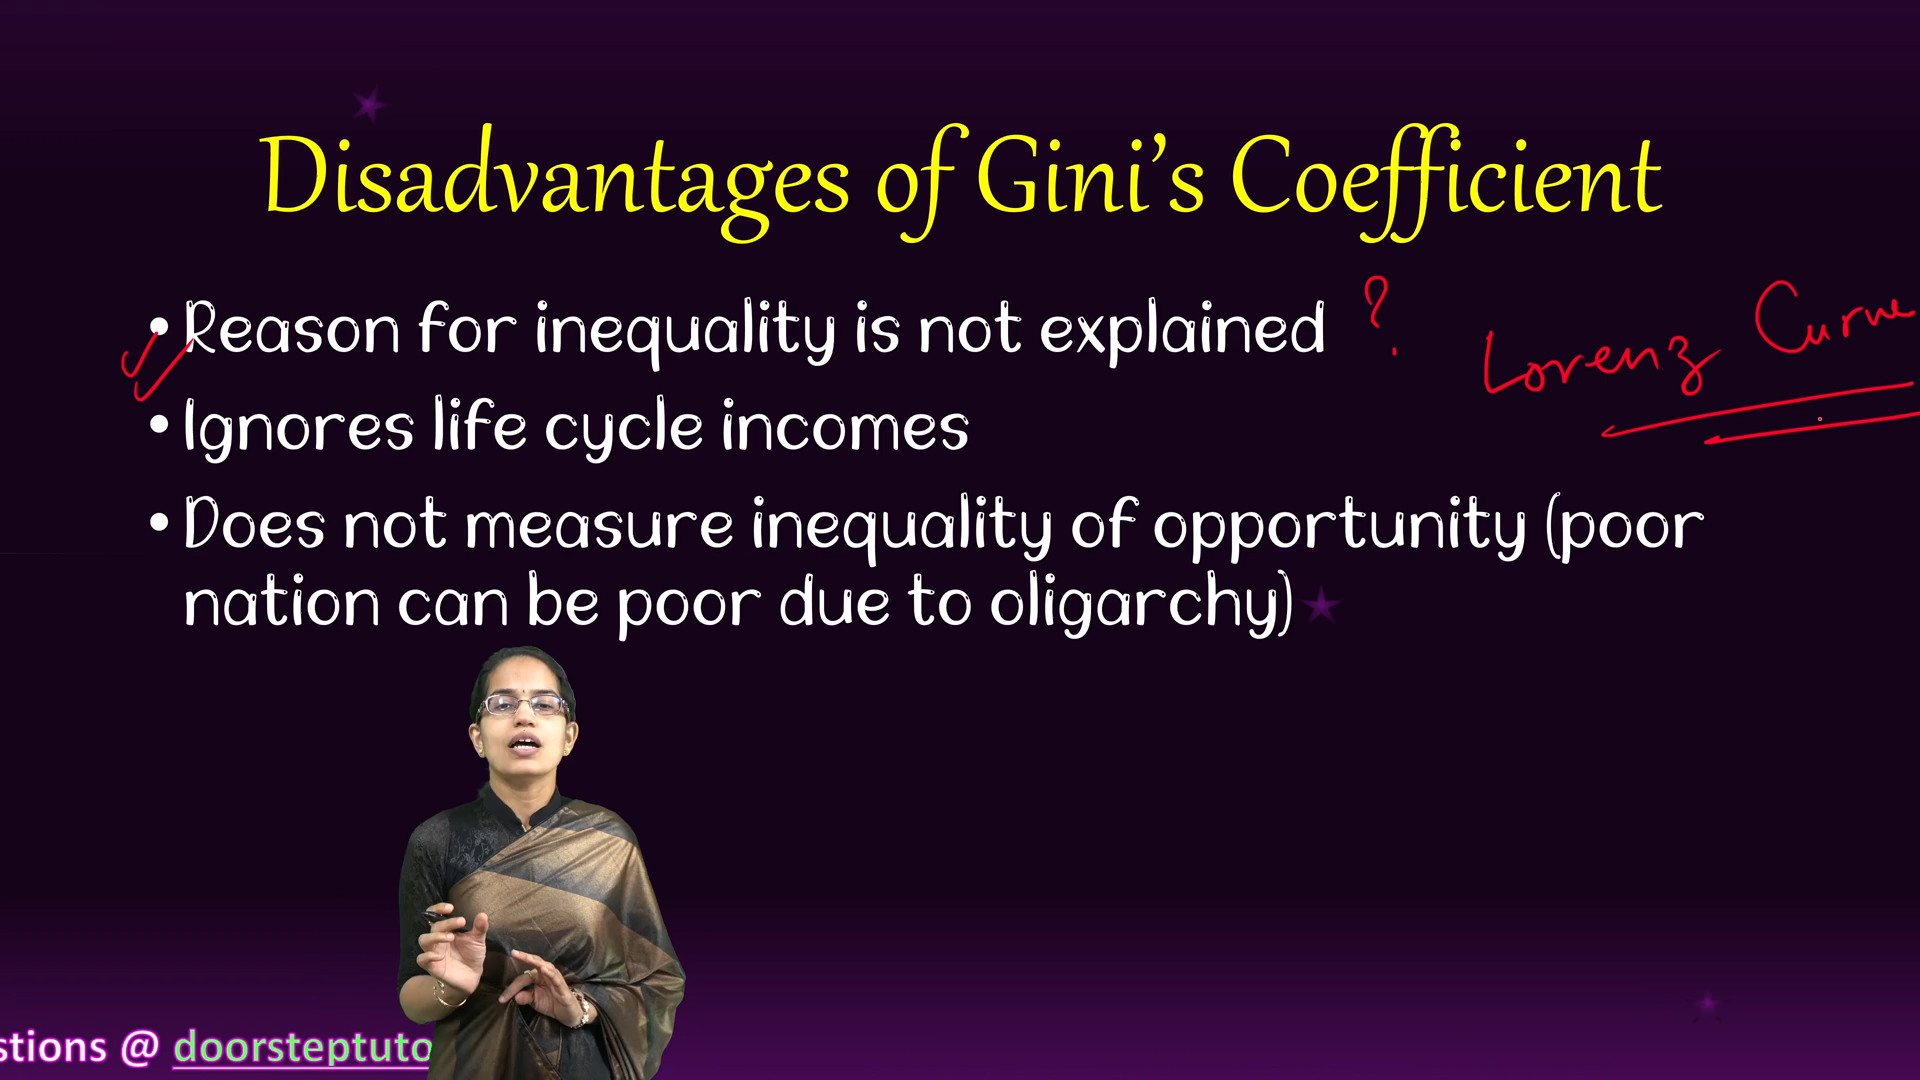 Disadvantages of Gini's Coefficient
• Reason for inequality is not explained ?
Lorenz Curve
• Ignores life cycle incomes
• Does not measure inequality of opportunity (poor
nation can be poor due to oligarchy)
stions @ doorsteptuto